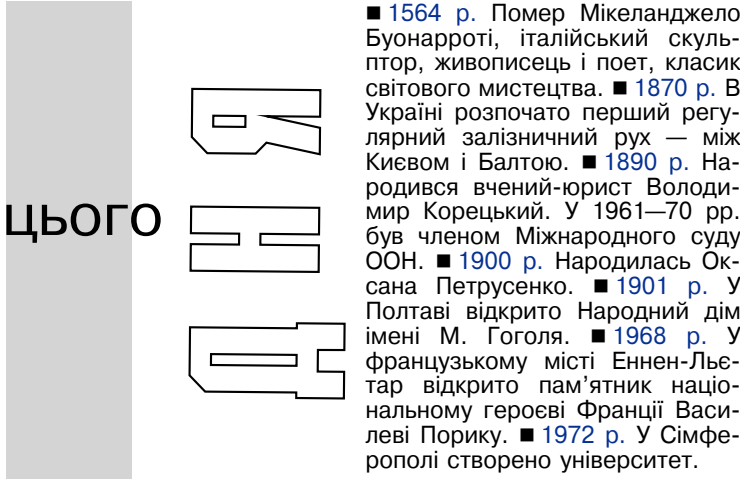 цього
ДНЯ
■ 1564 р. Помер Мікеланджело
Буонарроті, італійський скуль-
птор, живописець і поет, класик
світового мистецтва. ■ 1870 р. В
Україні розпочато перший регу-
лярний залізничний рух — між
Києвом і Балтою. ■ 1890 р. На-
родився вчений-юрист Володи-
мир Корецький. У 1961—70 рр.
був членом Міжнародного суду
ООН. ■ 1900 р. Народилась Ок-
сана Петрусенко. ■ 1901 р. У
Полтаві відкрито Народний дім
імені М. Гоголя. ■ 1968 р. У
французькому місті Еннен-Льє-
тар відкрито пам’ятник націо-
нальному героєві Франції Васи-
леві Порику. ■ 1972 р. У Сімфе-
рополі створено університет.